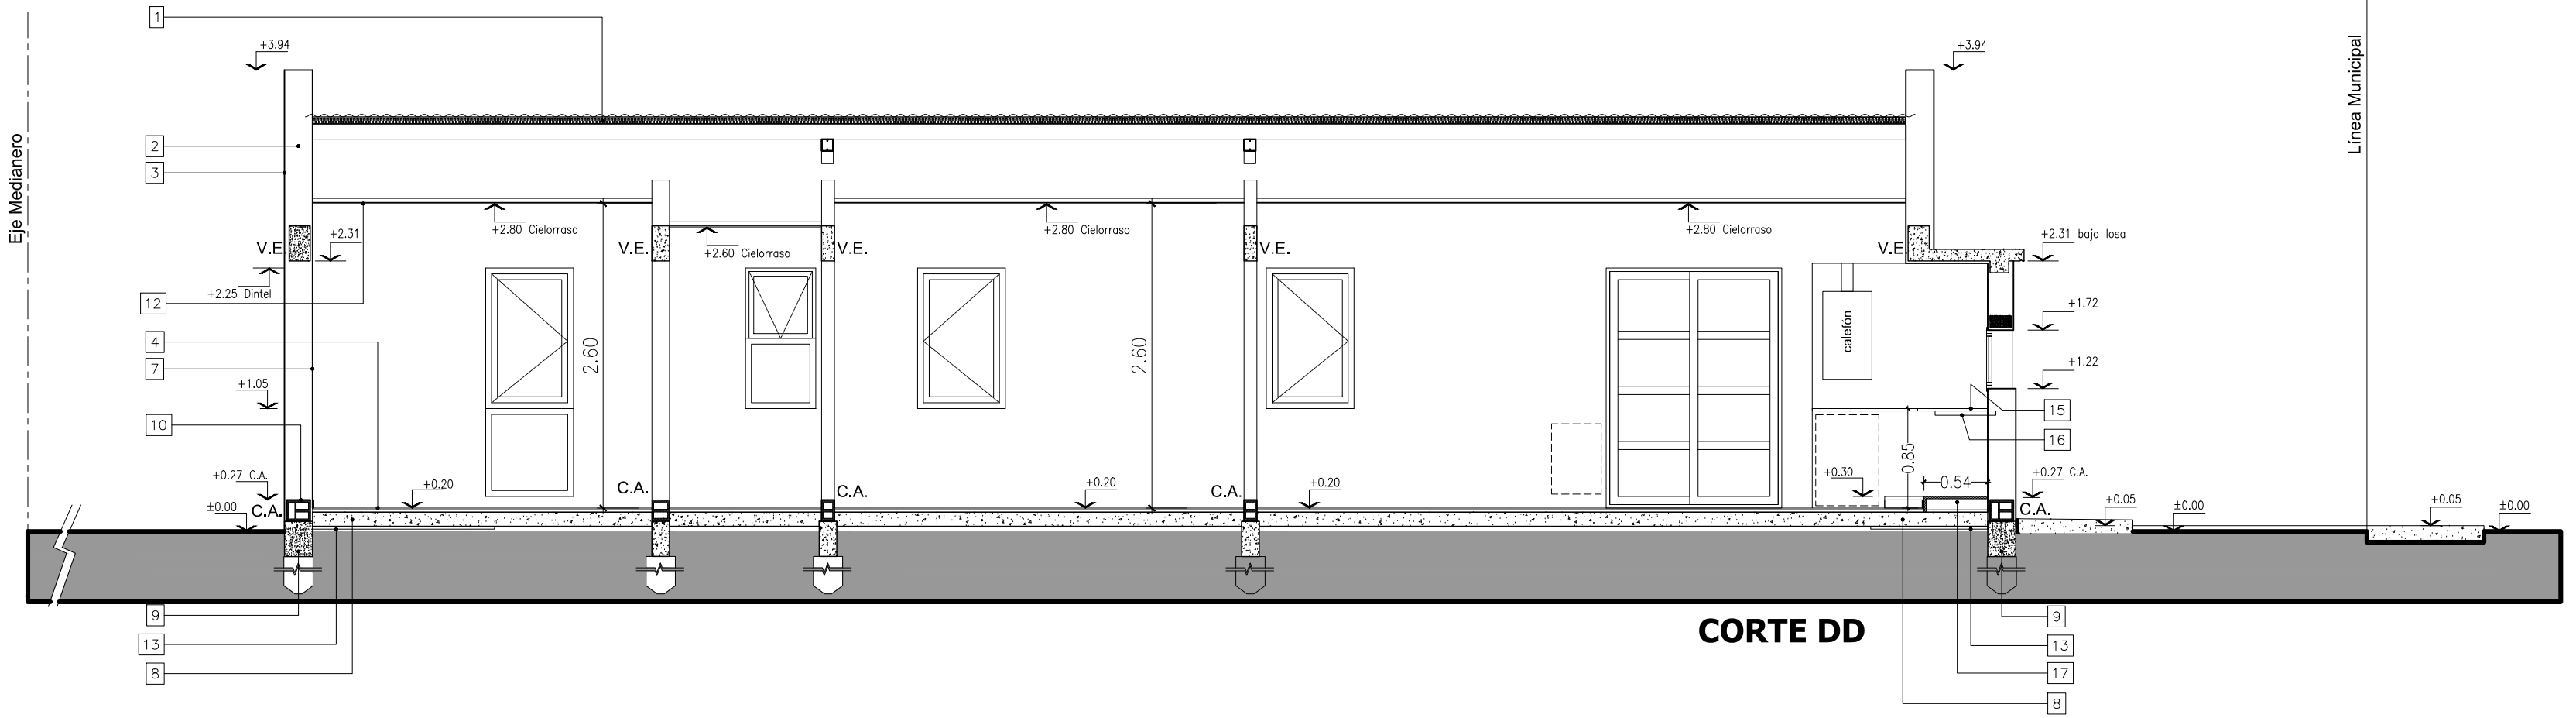 1
+3.94
+3.94
Eje Medianero
Línea Municipal
2
3
+2.80 Cielorraso
+2.80 Cielorraso
+2.80 Cielorraso
V.E.
+2.31
V.E.
+2.60 Cielorraso
V.E.
V.E.
V.E.
+2.31 bajo losa
+2.25 Dintel
12
+1.72
calefón
4
2.60
2.60
7
+1.22
+1.05
10
15
16
0.85
+0.27 C.A.
+0.20
C.A.
C.A.
+0.20
C.A.
+0.20
+0.30
0.54
+0.27 C.A.
±0.00
C.A.
C.A.
+0.05
±0.00
+0.05
±0.00
9
13
8
CORTE DD
9
13
17
8